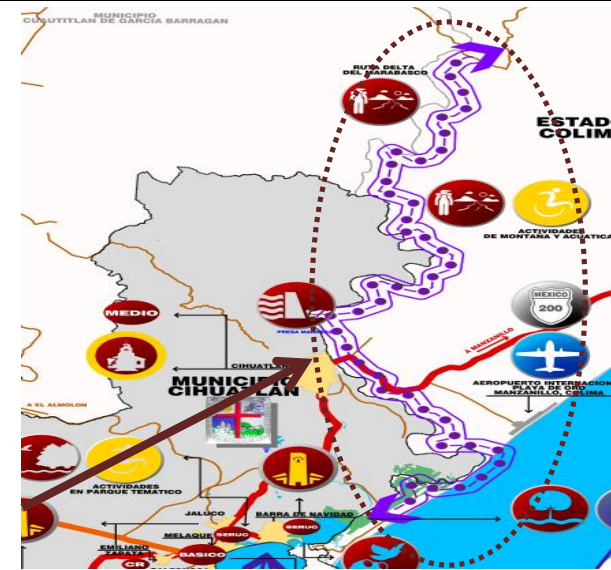 MUNICIPIO
CUAUTITLAN DE GARCIA BARRAGAN
RUTA DELTA
DEL MARABASCO
ESTAD
COLIM
ACTIVIDADES
DE MONTAÑA Y ACUATICA
MEXICO
200
MEDIO
A MANZANILLO
CIHUATLAN
MUNICIPIO
CIHUATLAN
AEROPUERTO INTERNACION
PLAYA DE ORO
MANZANILLO, COLIMA
A EL ALMOLON
ACTIVIDADES
EN PARQUE TEMATICO
JALUCO
BARRA DE NAVIDAD
MELAQUE
SERUC
SERUC
EMILIANO
ZAPATA
BASICO
CR